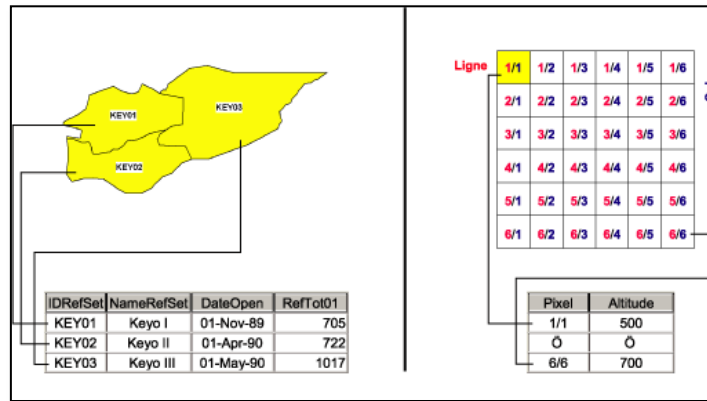 KEY01
KEY03
KEY02
IDRefSet NameRefSet DateOpen RefTot01
KEY01 Keyo I 01-Nov-89 705
KEY02 Keyo II 01-Apr-90 722
KEY03 Keyo III 01-May-90 1017
Ligne 1/1 1/2 1/3 1/4 1/5 1/6
2/1 2/2 2/3 2/4 2/5 2/6
3/1 3/2 3/3 3/4 3/5 3/6
4/1 4/2 4/3 4/4 4/5 4/6
5/1 5/2 5/3 5/4 5/5 5/6
6/1 6/2 6/3 6/4 6/5 6/6
Pixel Altitude
1/1 500
Ö Ö
6/6 700